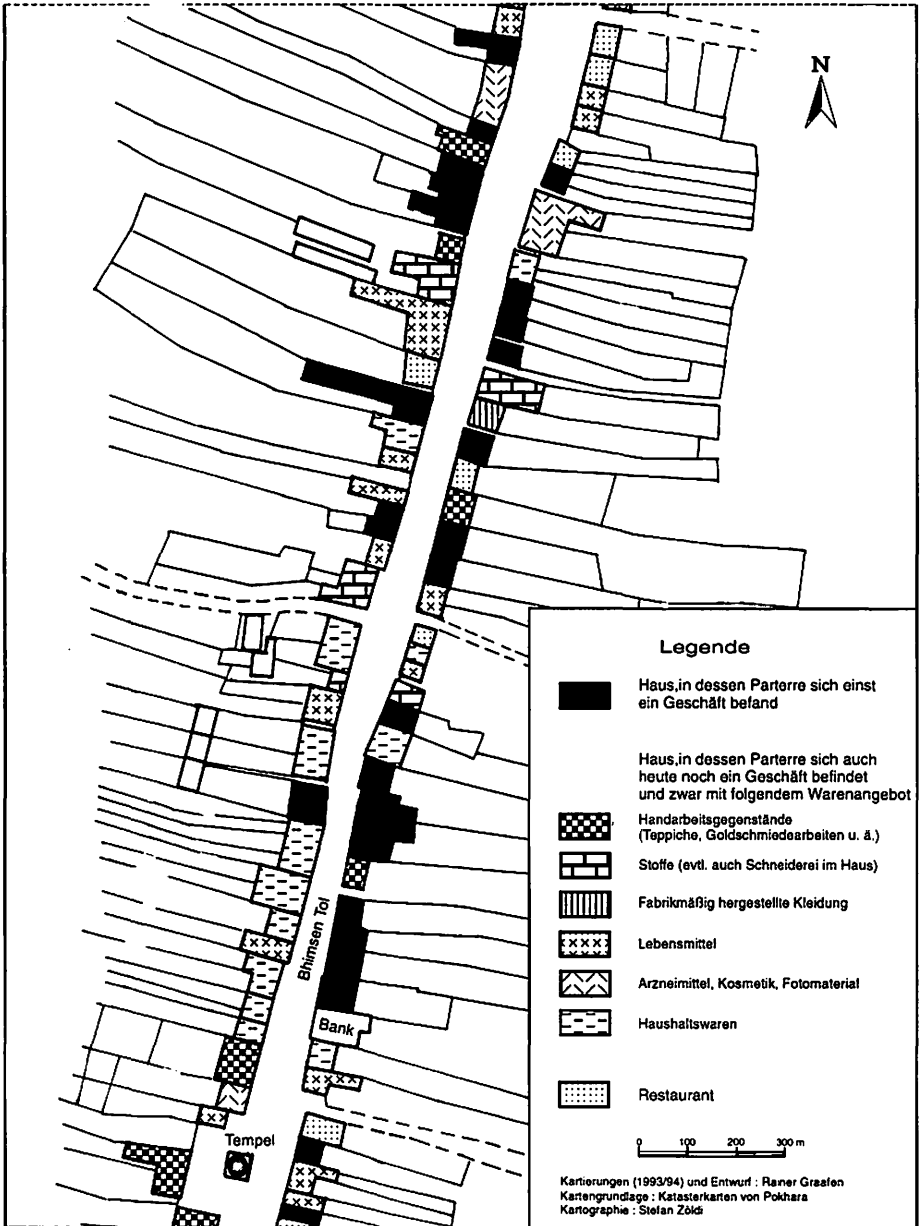 N
Bhimsen Tol
Bank
Tempel
Legende
Haus,in dessen Parterre sich einst
ein Geschäft befand
Haus,in dessen Parterre sich auch
heute noch ein Geschäft befindet
und zwar mit folgendem Warenangebot
Handarbeitsgegenstände
(Teppiche, Goldschmiedearbeiten u. ä.)
Stoffe (evtl. auch Schneiderei im Haus)
Fabrikmäßig hergestellte Kleidung
Lebensmittel
Arzneimittel, Kosmetik, Fotomaterial
Haushaltswaren
Restaurant
0 100 200 300 m
Kartierungen (1993/94) und Entwurf : Rainer Graafen
Kartengrundlage : Katasterkarten von Pokhara
Kartographie : Stefan Zöldi